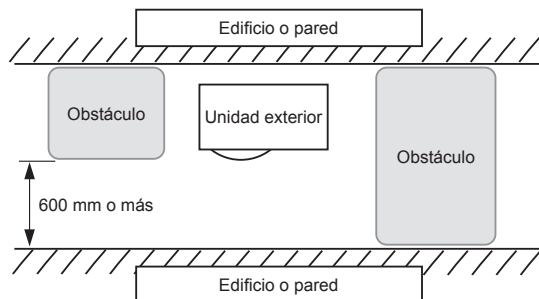 Edificio o pared
Obstáculo
Unidad exterior
Obstáculo
600 mm o más
Edificio o pared